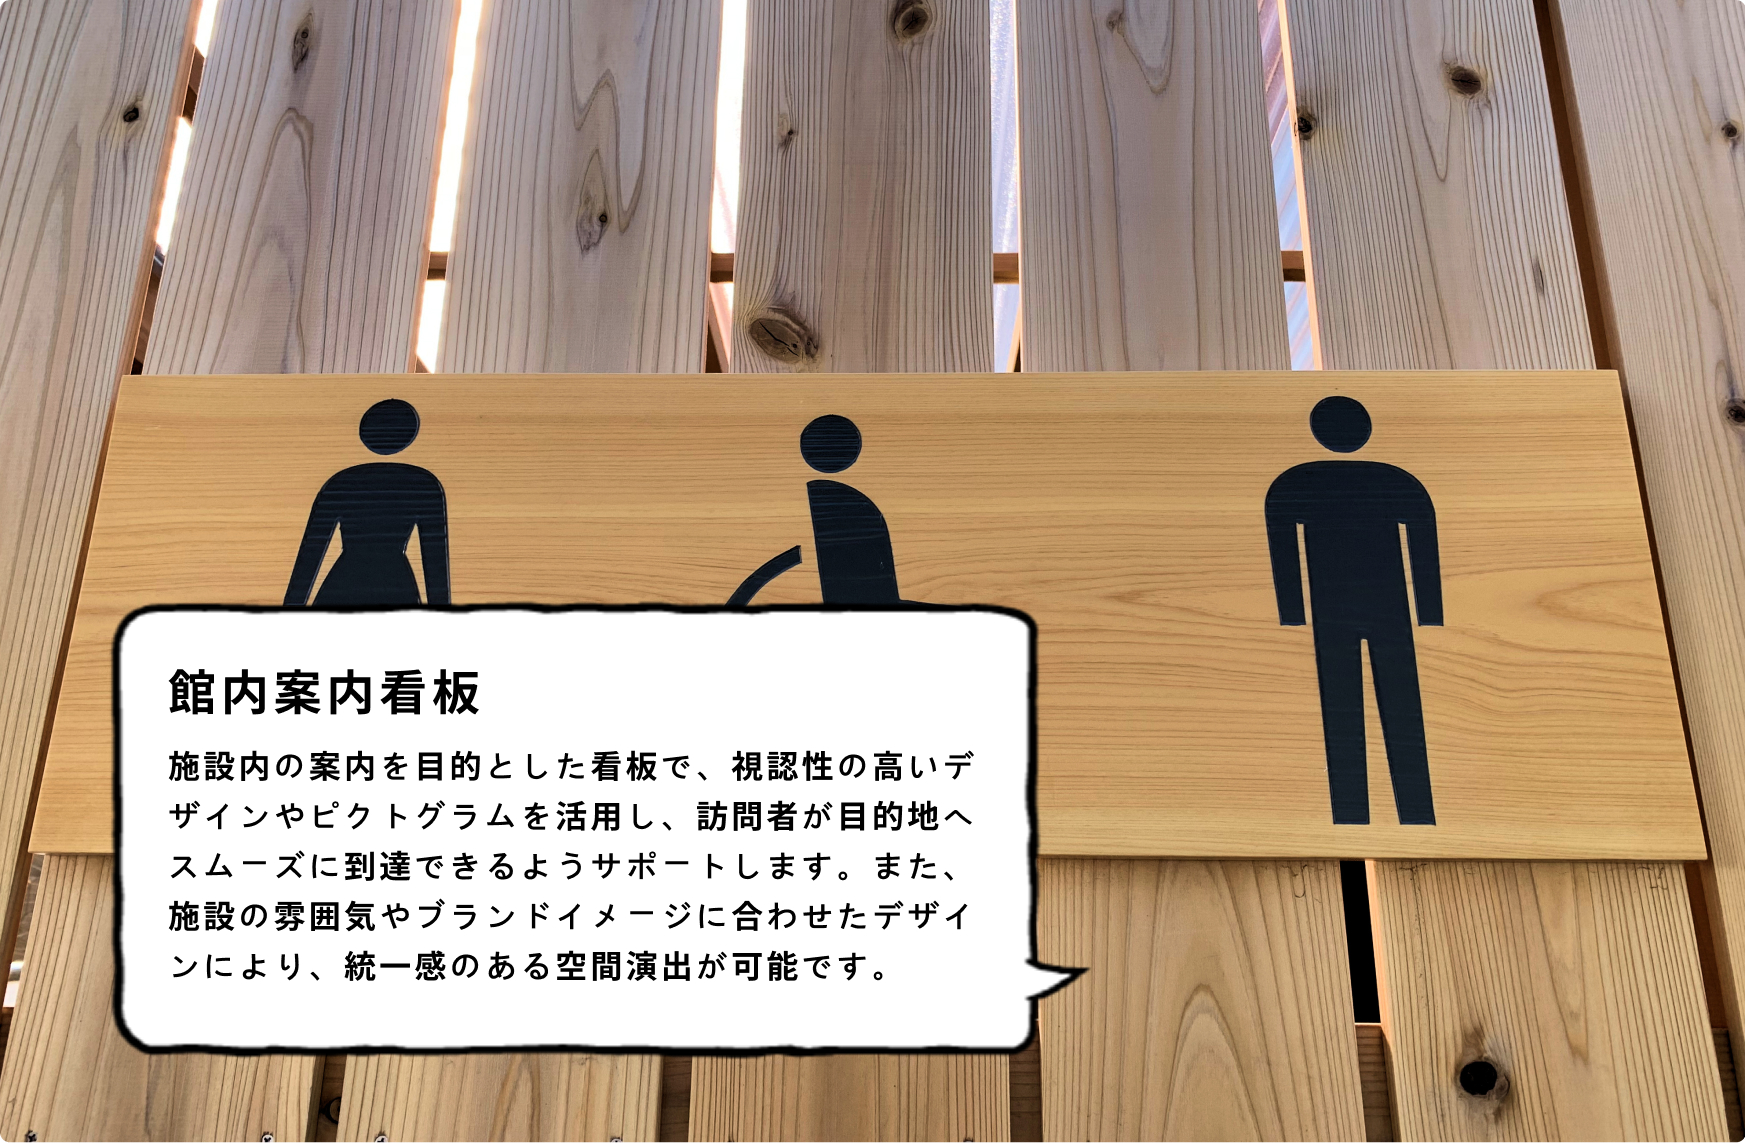 館内案内看板
施設内の案内を目的とした看板で、視認性の高いデ
ザインやピクトグラムを活用し、訪問者が目的地へ
スムーズに到達できるようサポートします。また、
施設の雰囲気やブランドイメージに合わせたデザイ
ンにより、統一感のある空間演出が可能です。